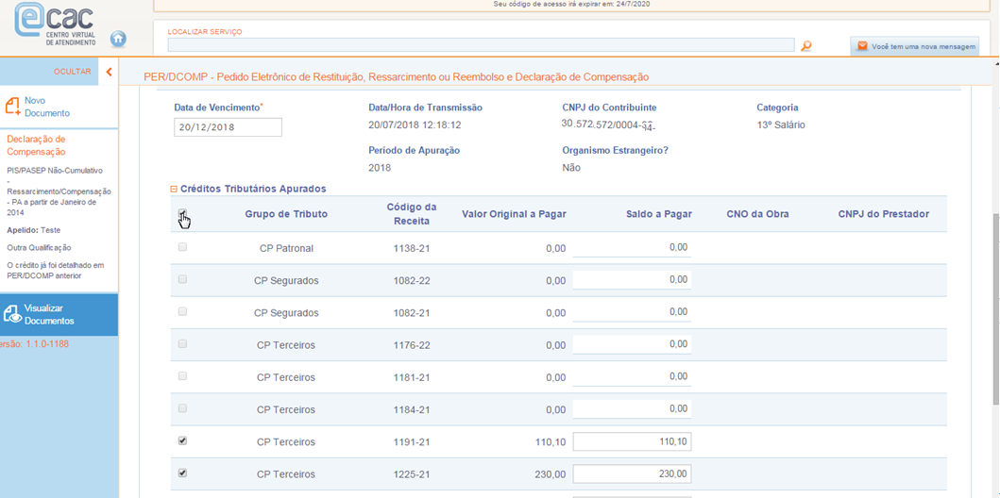 Seu código de acesso irá expirar em: 24/7/2020
eCAC
CENTRO VIRTUAL
DE ATENDIMENTO
LOCALIZAR SERVIÇO
Você tem uma nova mensagem
OCULTAR
PER/DCOMP - Pedido Eletrônico de Restituição, Ressarcimento ou Reembolso e Declaração de Compensação
Novo
Documento
Declaração de
Compensação
PIS/PASEP Não-Cumulativo
-
Ressarcimento/Compensação
- PA a partir de Janeiro de
2014
Apelido: Teste
Outra Qualificação
O crédito já foi detalhado em
PER/DCOMP anterior
Visualizar
Documentos
ersão: 1.1.0-1188
Data de Vencimento* Data/Hora de Transmissão CNPJ do Contribuinte Categoria
20/12/2018 20/07/2018 12:18:12 30.572.572/0004- 13º Salário
Período de Apuração Organismo Estrangeiro?
2018 Não
Créditos Tributários Apurados
Grupo de Tributo Código da Receita Valor Original a Pagar Saldo a Pagar CNO da Obra CNPJ do Prestador
CP Patronal 1138-21 0,00 0,00
CP Segurados 1082-22 0,00 0,00
CP Segurados 1082-21 0,00 0,00
CP Terceiros 1176-22 0,00 0,00
CP Terceiros 1181-21 0,00 0,00
CP Terceiros 1184-21 0,00 0,00
CP Terceiros 1191-21 110,10 110,10
CP Terceiros 1225-21 230,00 230,00